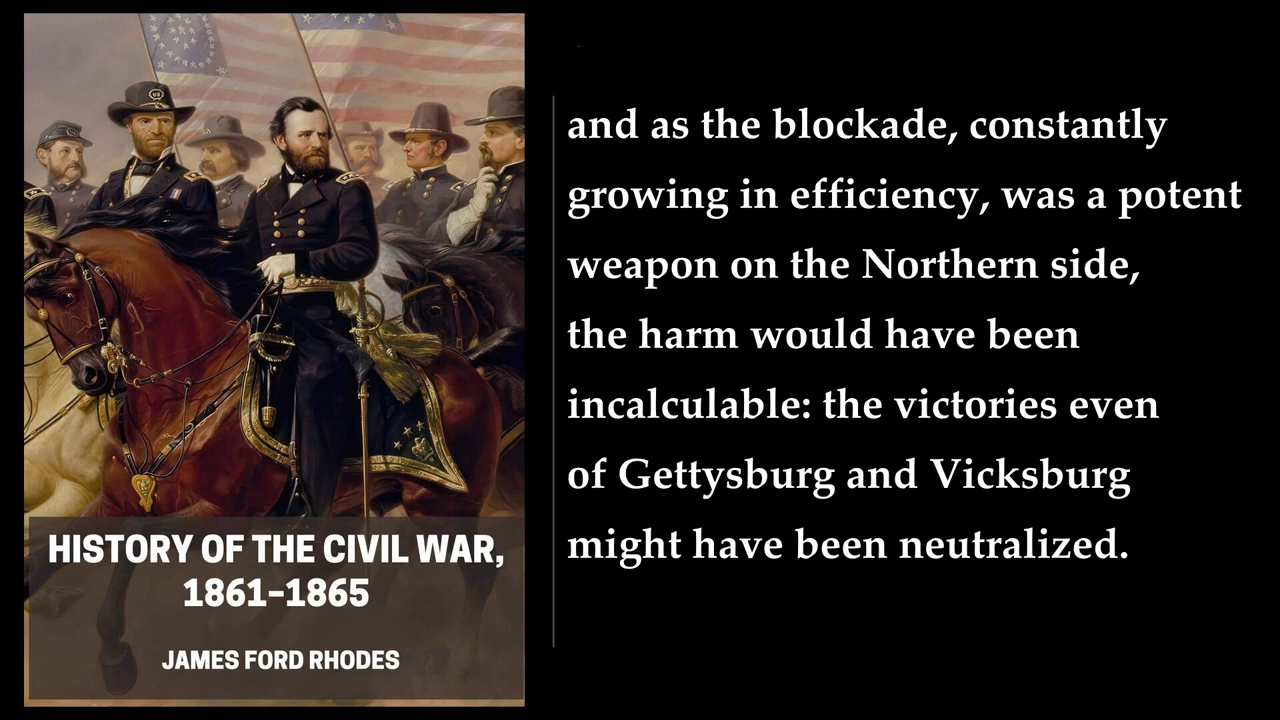 HISTORY OF THE CIVIL WAR,
1861–1865
JAMES FORD RHODES
and as the blockade, constantly
growing in efficiency, was a potent
weapon on the Northern side,
the harm would have been
incalculable: the victories even
of Gettysburg and Vicksburg
might have been neutralized.